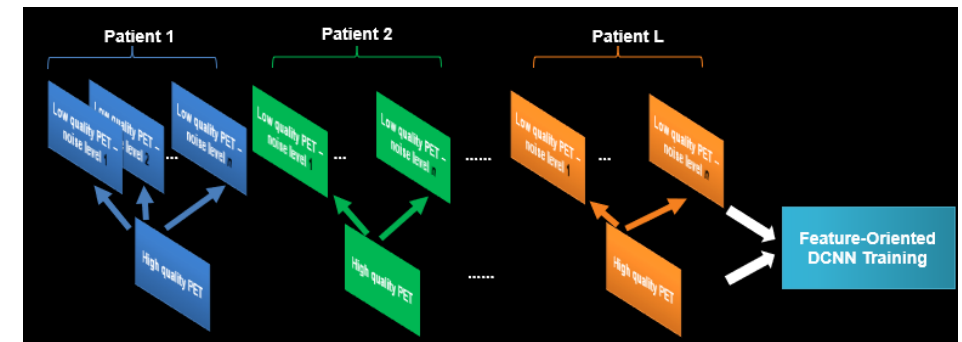 Patient 1
Patient 2
Patient L
Low quality PET –
noise level 1
Low quality PET –
noise level 2
...
Low quality PET –
noise level n
Low quality PET –
noise level 1
...
Low quality PET –
noise level n
......
Low quality PET –
noise level 1
...
Low quality PET –
noise level n
High quality PET
High quality PET
......
High quality PET
Feature-Oriented
DCNN Training